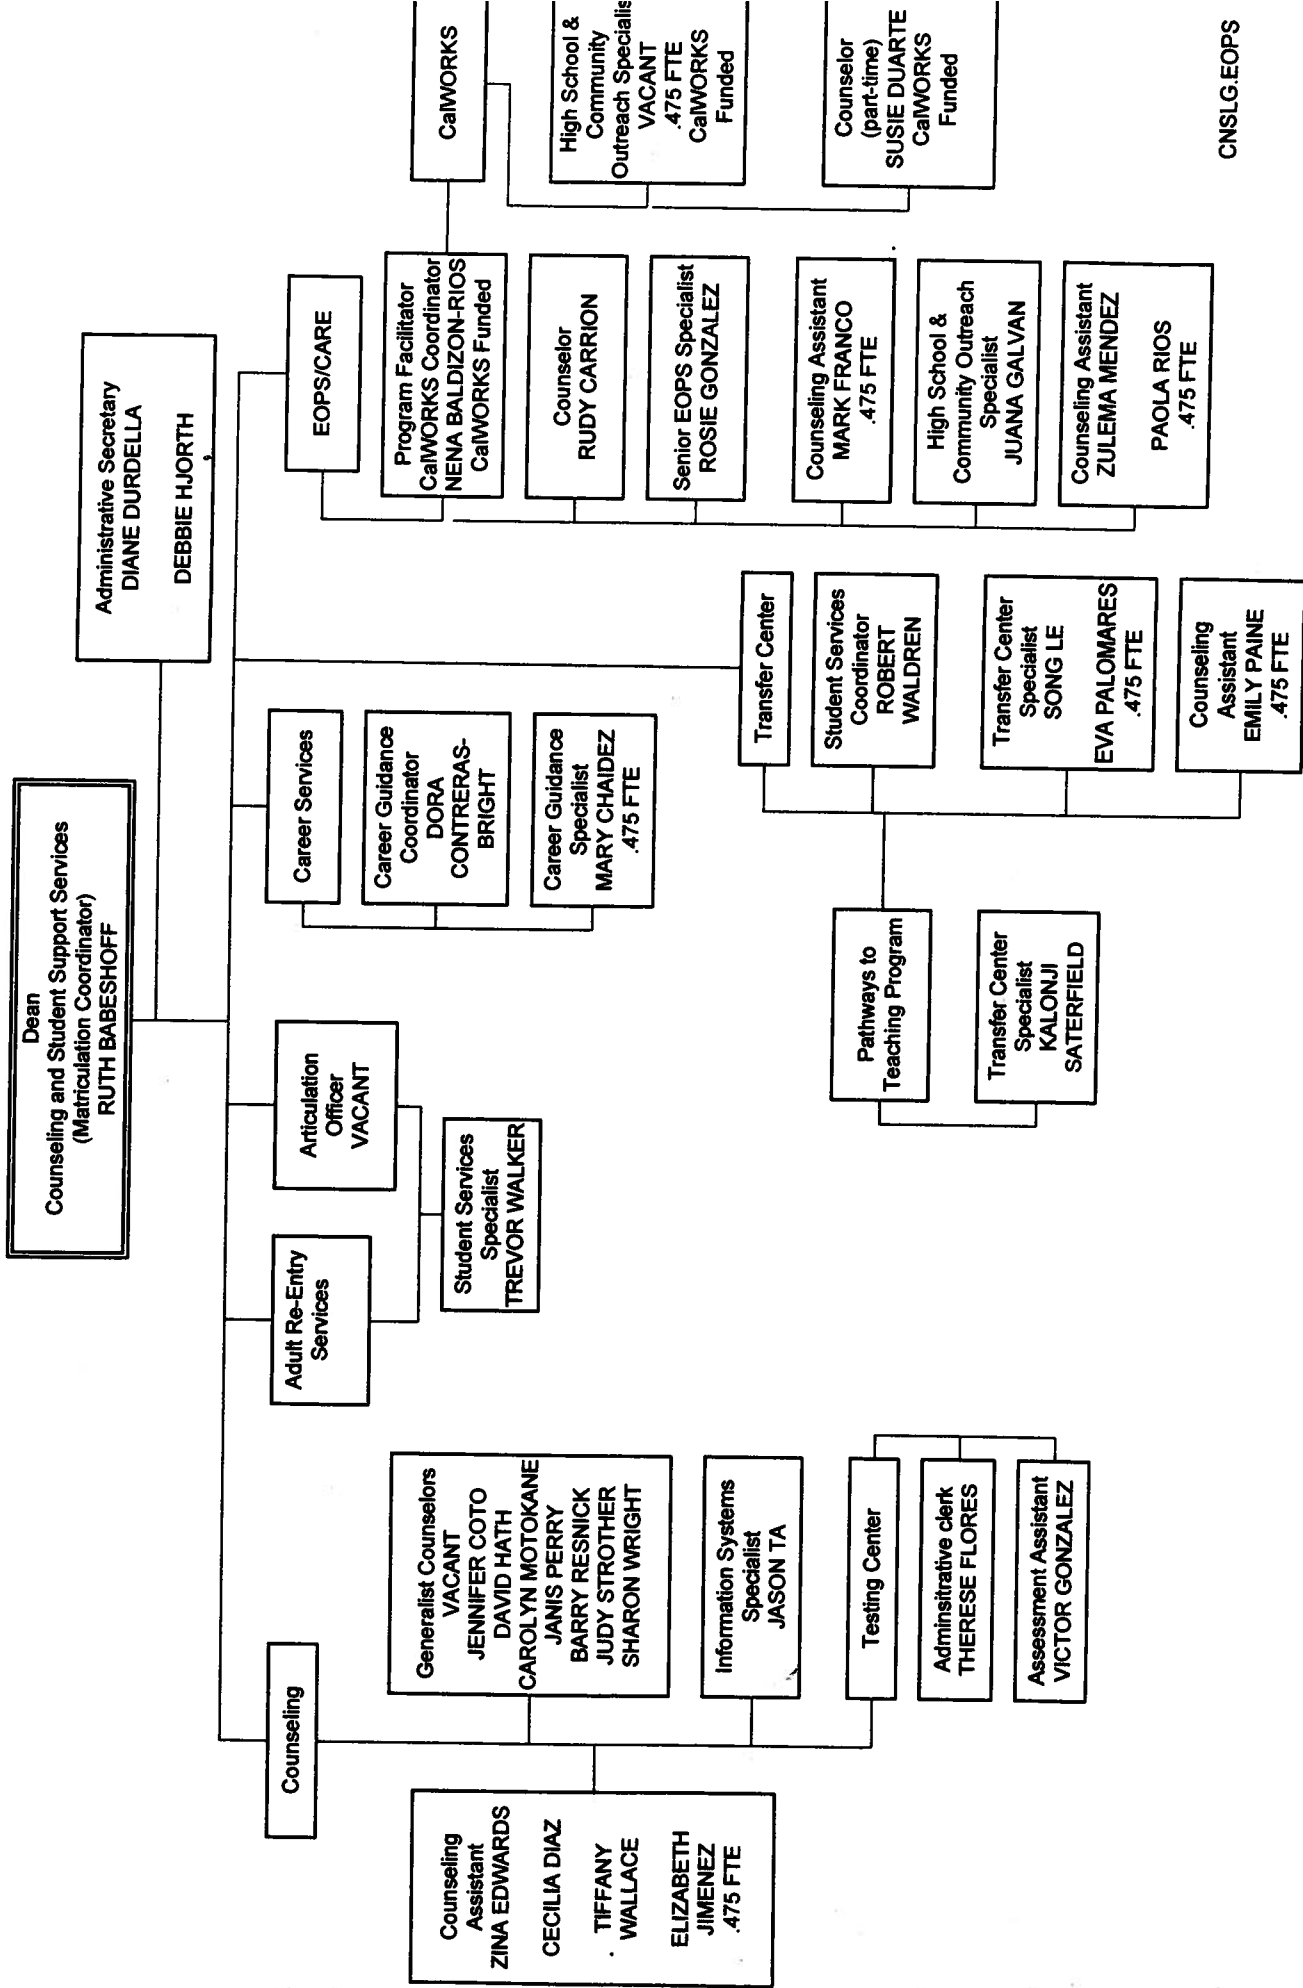 Dean
Counseling and Student Support Services
(Matriculation Coordinator)
RUTH BABESHOFF
Administrative Secretary
DIANE DURDELLA
DEBBIE HJORTH
Counseling
Counseling
Assistant
ZINA EDWARDS
CECILIA DIAZ
. TIFFANY
WALLACE
ELIZABETH
JIMENEZ
.475 FTE
Generalist Counselors
VACANT
JENNIFER COTO
DAVID HATH
CAROLYN MOTOKANE
JANIS PERRY
BARRY RESNICK
JUDY STROTHER
SHARON WRIGHT
Information Systems
Specialist
JASON TA
Testing Center
Adminsitrative clerk
THERESE FLORES
Assessment Assistant
VICTOR GONZALEZ
Adult Re-Entry
Services
Articulation
Officer
VACANT
Student Services
Specialist
TREVOR WALKER
Career Services
Career Guidance
Coordinator
DORA
CONTRERAS-
BRIGHT
Career Guidance
Specialist
MARY CHAIDEZ
.475 FTE
Pathways to
Teaching Program
Transfer Center
Specialist
KALONJI
SATERFIELD
Transfer Center
Student Services
Coordinator
ROBERT
WALDREN
Transfer Center
Specialist
SONG LE
EVA PALOMARES
.475 FTE
Counseling
Assistant
EMILY PAINE
.475 FTE
EOPS/CARE
Program Facilitator
CalWORKS Coordinator
NENA BALDIZON-RIOS
CalWORKS Funded
Counselor
RUDY CARRION
Senior EOPS Specialist
ROSIE GONZALEZ
Counseling Assistant
MARK FRANCO
.475 FTE
High School &
Community Outreach
Specialist
JUANA GALVAN
Counseling Assistant
ZULEMA MENDEZ
PAOLA RIOS
.475 FTE
CalWORKS
High School &
Community
Outreach Specialis
VACANT
.475 FTE
CalWORKS
Funded
Counselor
(part-time)
SUSIE DUARTE
CalWORKS
Funded
CNSLG.EOPS